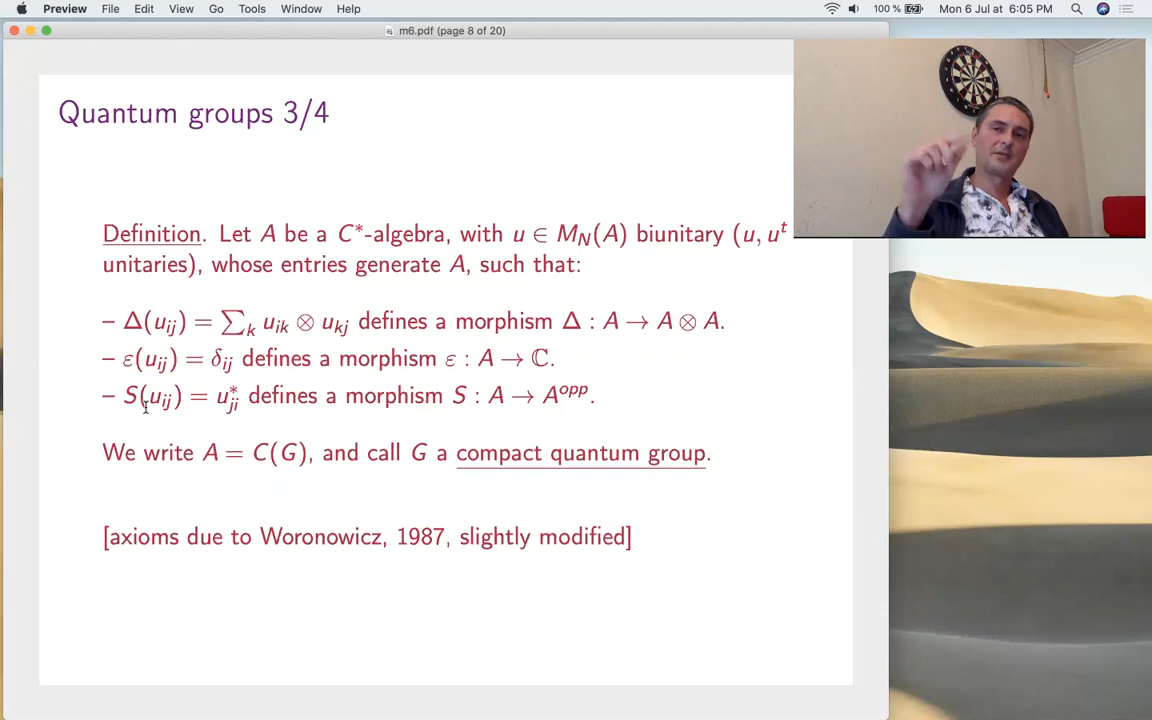 Preview File Edit View Go Tools Window Help 100 % Mon 6 Jul at 6:05 PM
m6.pdf (page 8 of 20)
Quantum groups 3/4
Definition. Let A be a C*-algebra, with u ∈ M_N(A) biunitary (u, u^t
unitaries), whose entries generate A, such that:
– Δ(u_ij) = ∑_k u_ik ⊗ u_kj defines a morphism Δ : A → A ⊗ A.
– ε(u_ij) = δ_ij defines a morphism ε : A → ℂ.
– S(u_ij) = u*_ji defines a morphism S : A → A^opp.
We write A = C(G), and call G a compact quantum group.
[axioms due to Woronowicz, 1987, slightly modified]